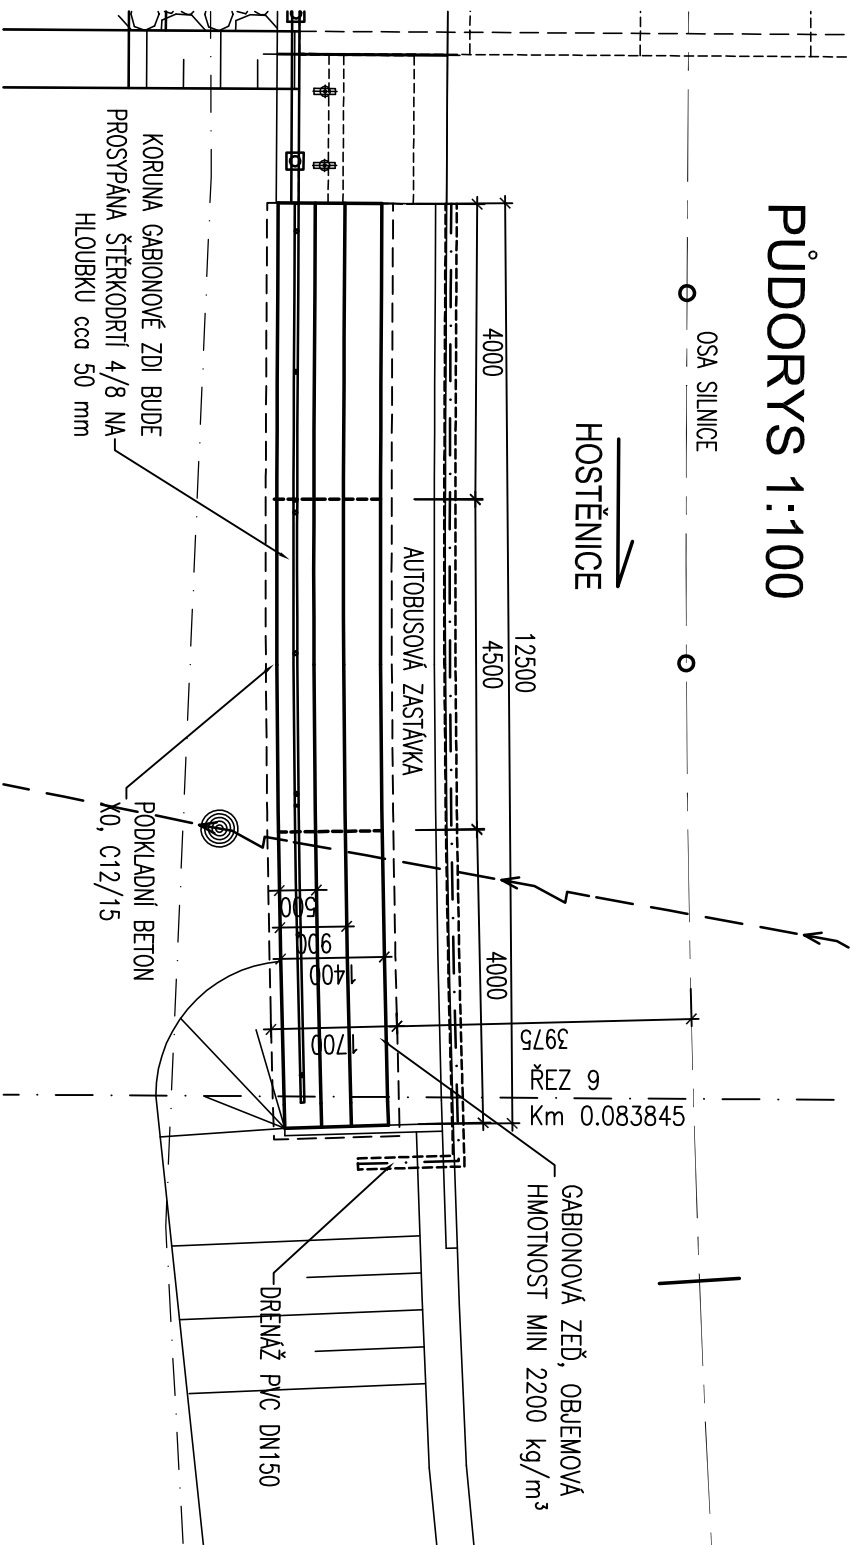 PŮDORYS 1:100
OSA SILNICE
HOSTĚNICE
4000
4500
4000
12500
AUTOBUSOVÁ ZASTÁVKA
KORUNA GABIONOVÉ ZDI BUDE
PROSYPÁNA ŠTĚRKODRTÍ 4/8 NA
HLOUBKU cca 50 mm
PODKLADNÍ BETON
X0, C12/15
500
900
1400
1700
3975
ŘEZ 9
Km 0.083845
GABIONOVÁ ZEĎ, OBJEMOVÁ
HMOTNOST MIN 2200 kg/m³
DRENÁŽ PVC DN150